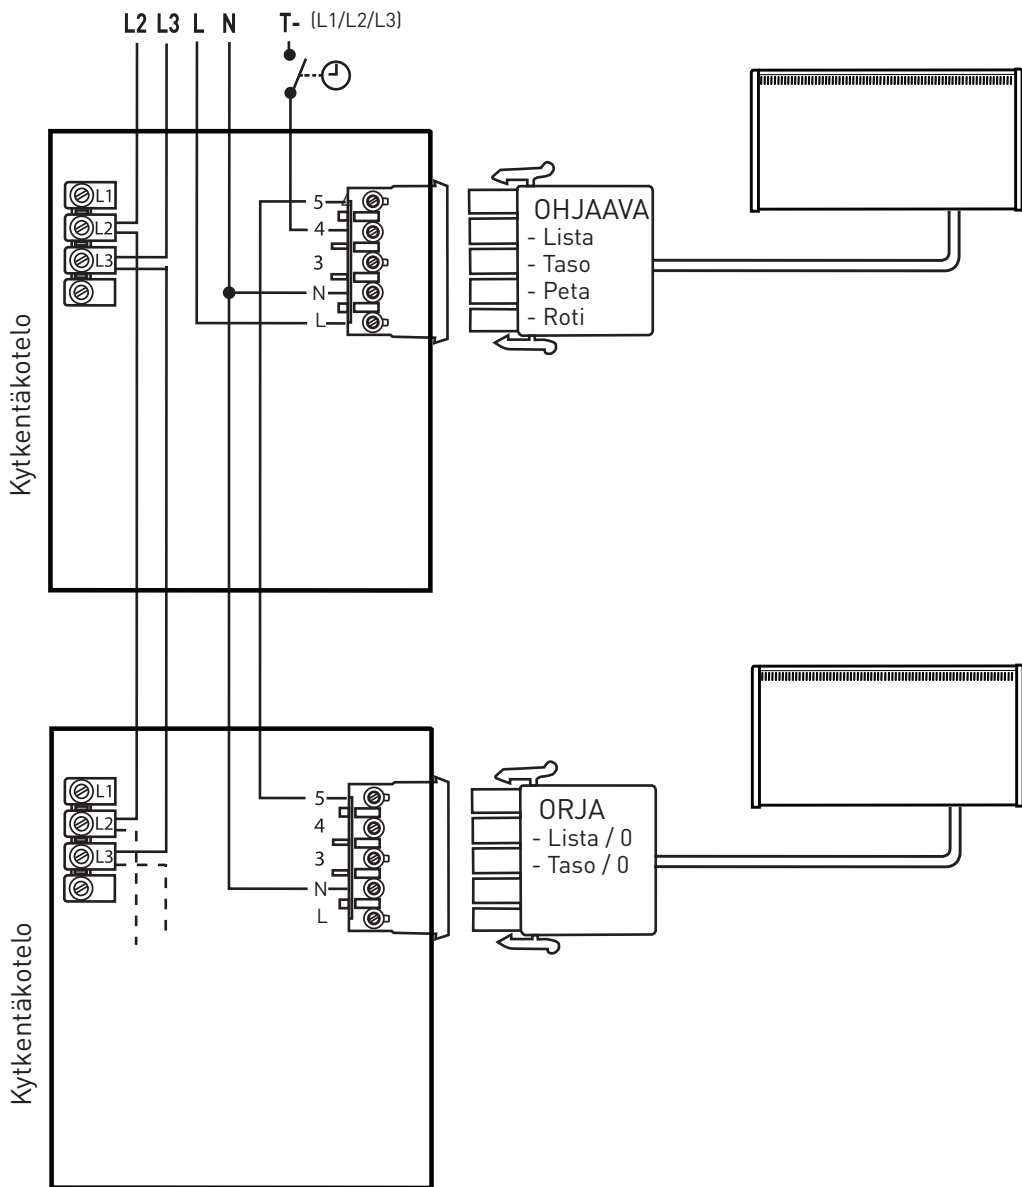 L2 L3 L N T- (L1/L2/L3)
L1
L2
L3
5 4
4
3
N
L
OHJAAVA
- Lista
- Taso
- Peta
- Roti
Kytkentäkotelo
L1
L2
L3
5
4
3
N
L
ORJA
- Lista / 0
- Taso / 0
Kytkentäkotelo